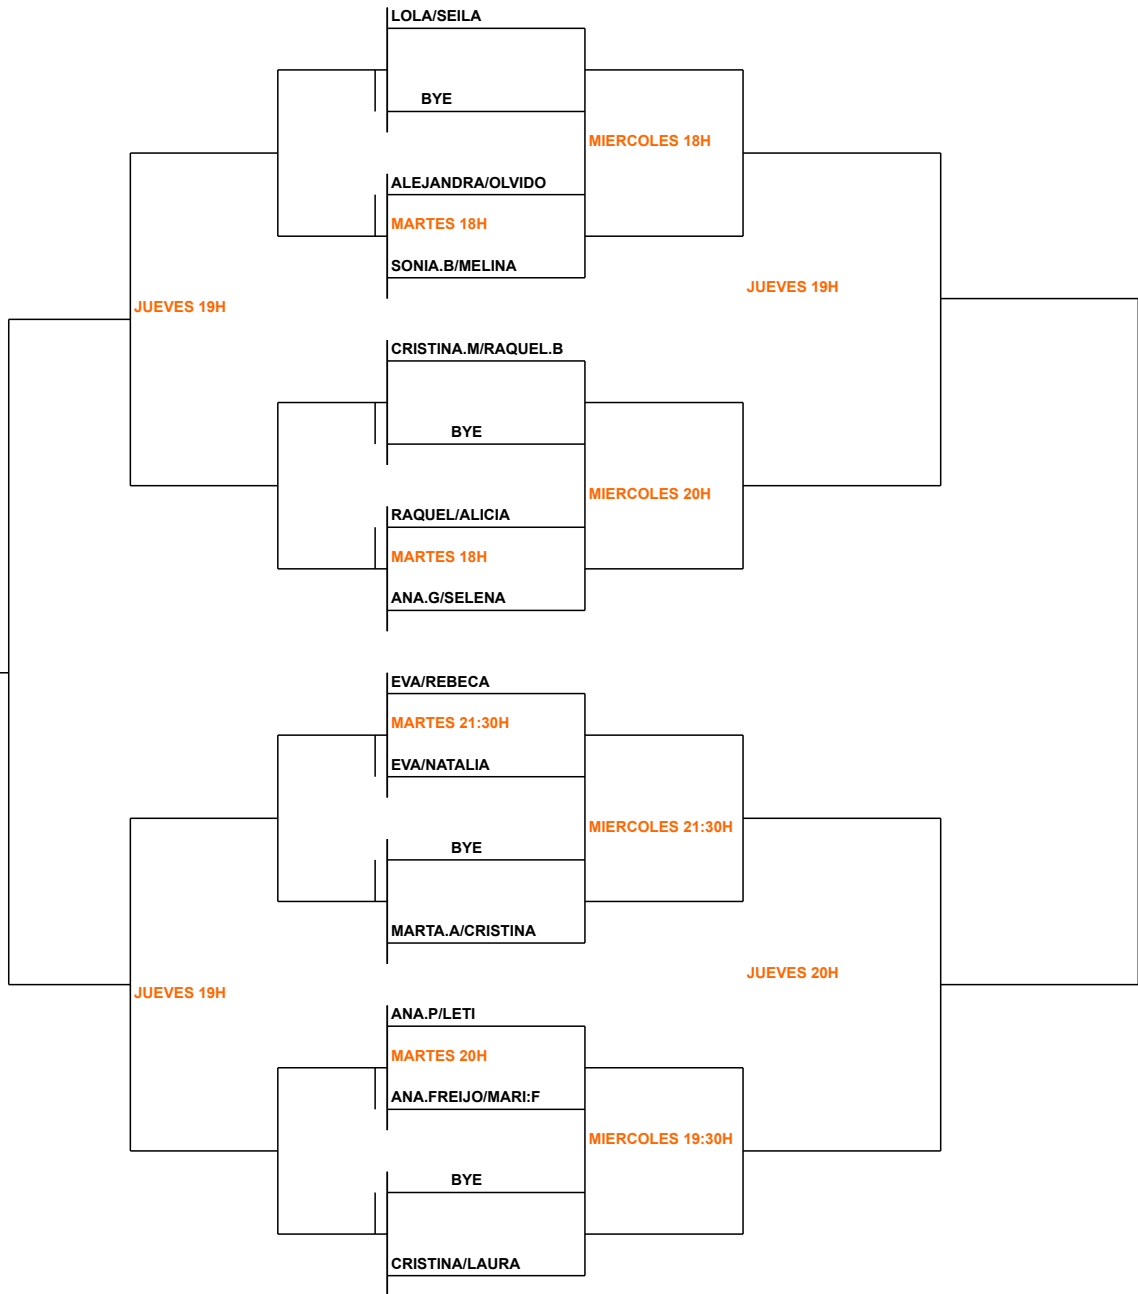 LOLA/SEILA
BYE
MIERCOLES 18H
ALEJANDRA/OLVIDO
MARTES 18H
SONIA.B/MELINA
JUEVES 19H
JUEVES 19H
CRISTINA.M/RAQUEL.B
BYE
MIERCOLES 20H
RAQUEL/ALICIA
MARTES 18H
ANA.G/SELENA
EVA/REBECA
MARTES 21:30H
EVA/NATALIA
MIERCOLES 21:30H
BYE
MARTA.A/CRISTINA
JUEVES 20H
JUEVES 19H
ANA.P/LETI
MARTES 20H
ANA.FREIJO/MARI:F
MIERCOLES 19:30H
BYE
CRISTINA/LAURA